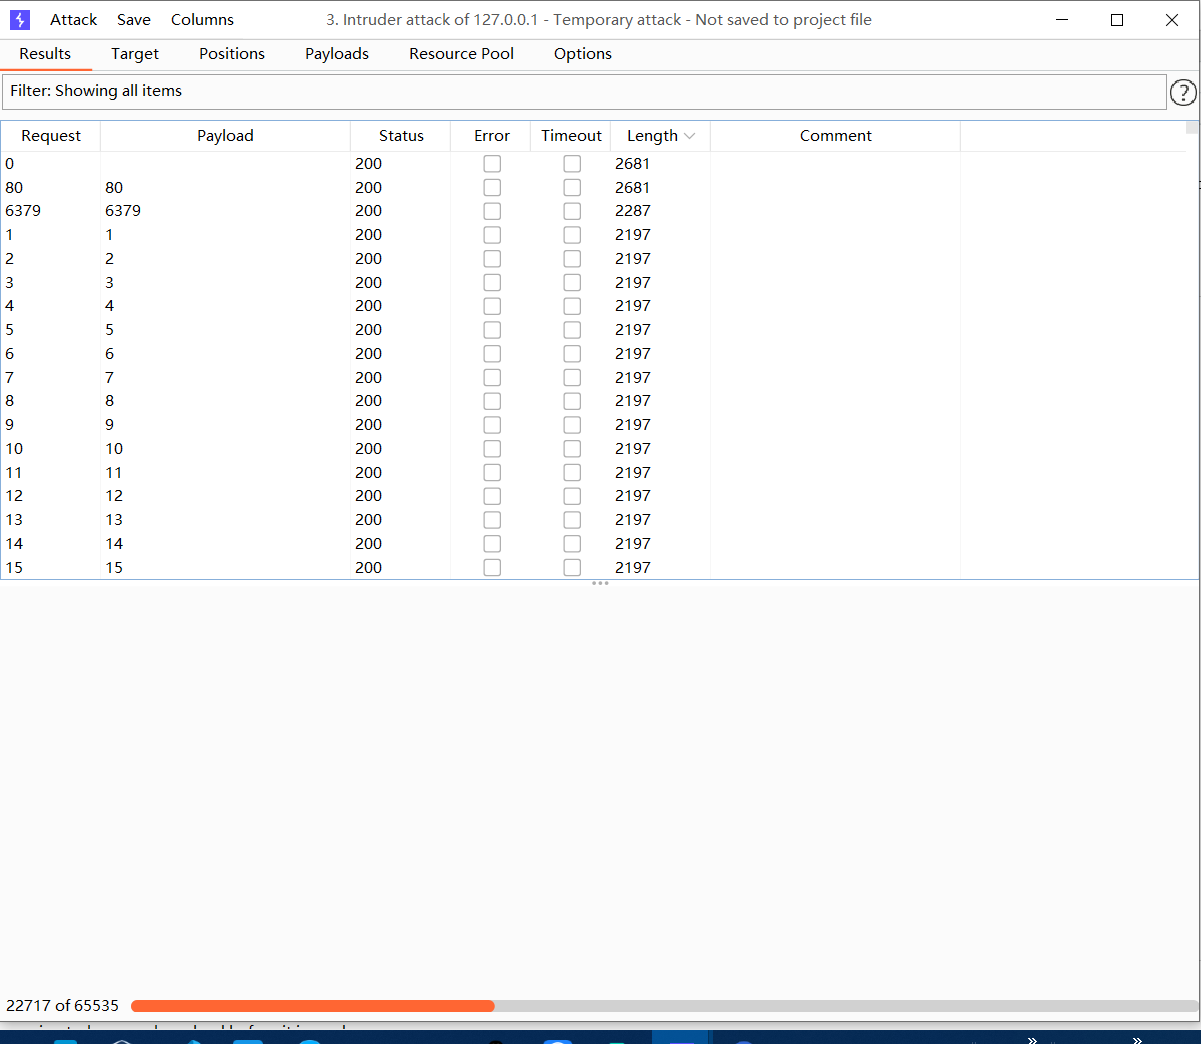 Attack Save Columns 3. Intruder attack of 127.0.0.1 - Temporary attack - Not saved to project file
Results Target Positions Payloads Resource Pool Options
Filter: Showing all items
?
Request Payload Status Error Timeout Length Comment
0 200 2681
80 80 200 2681
6379 6379 200 2287
1 1 200 2197
2 2 200 2197
3 3 200 2197
4 4 200 2197
5 5 200 2197
6 6 200 2197
7 7 200 2197
8 8 200 2197
9 9 200 2197
10 10 200 2197
11 11 200 2197
12 12 200 2197
13 13 200 2197
14 14 200 2197
15 15 200 2197
22717 of 65535